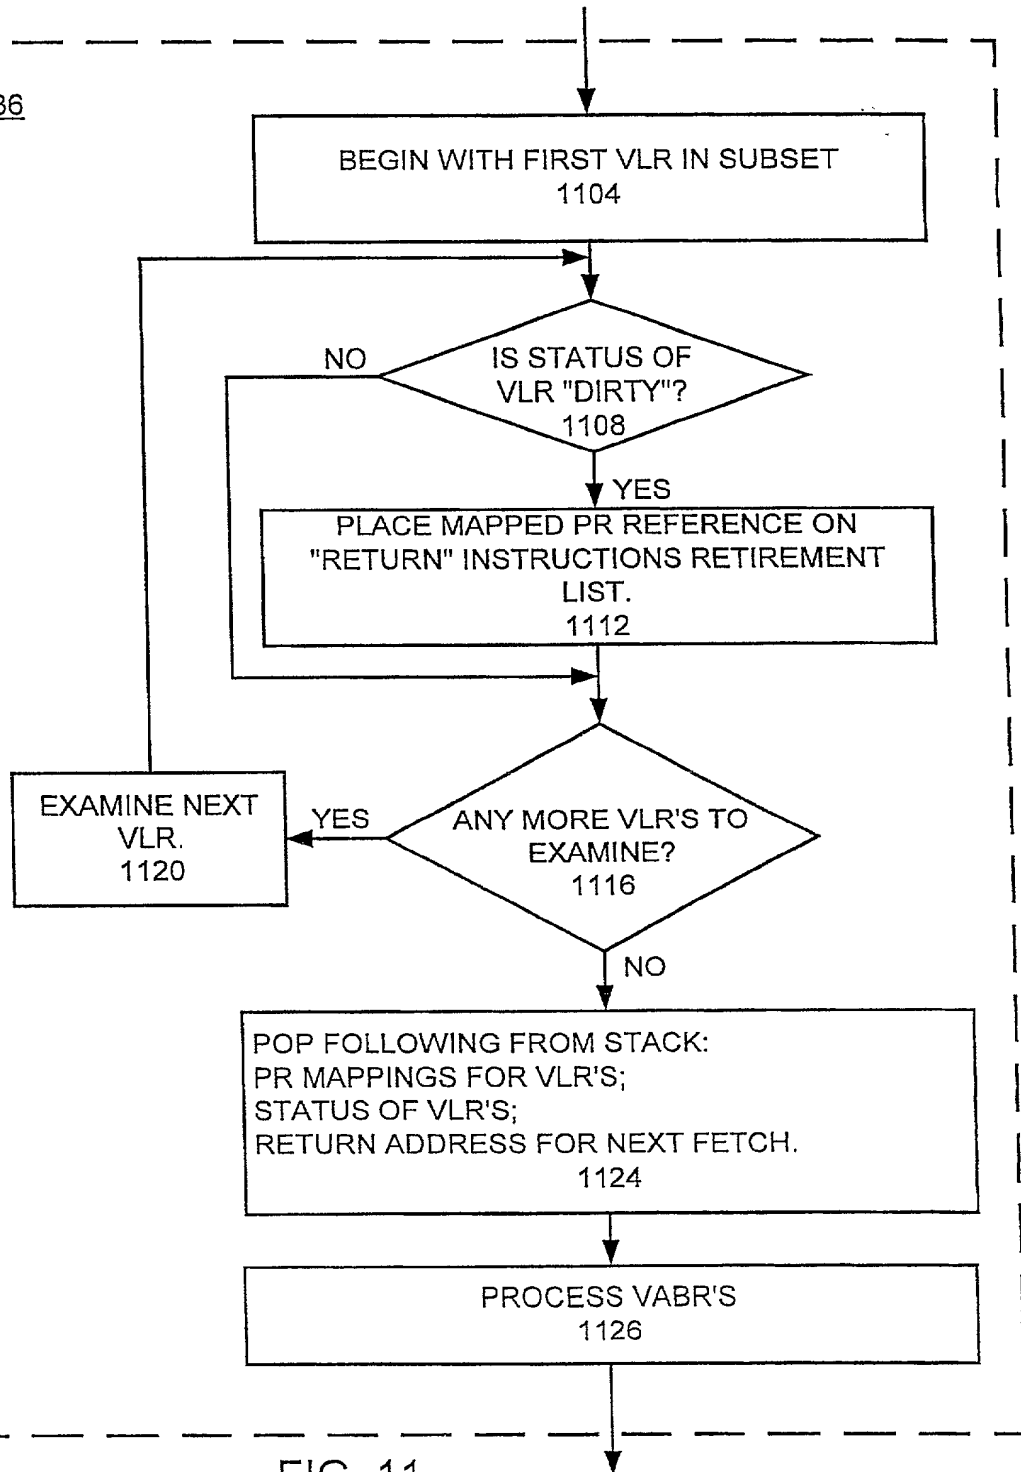 36
BEGIN WITH FIRST VLR IN SUBSET
1104
NO
IS STATUS OF
VLR "DIRTY"?
1108
YES
PLACE MAPPED PR REFERENCE ON
"RETURN" INSTRUCTIONS RETIREMENT
LIST.
1112
EXAMINE NEXT
VLR.
1120
YES
ANY MORE VLR'S TO
EXAMINE?
1116
NO
POP FOLLOWING FROM STACK:
PR MAPPINGS FOR VLR'S;
STATUS OF VLR'S;
RETURN ADDRESS FOR NEXT FETCH.
1124
PROCESS VABR'S
1126
FIG. 11